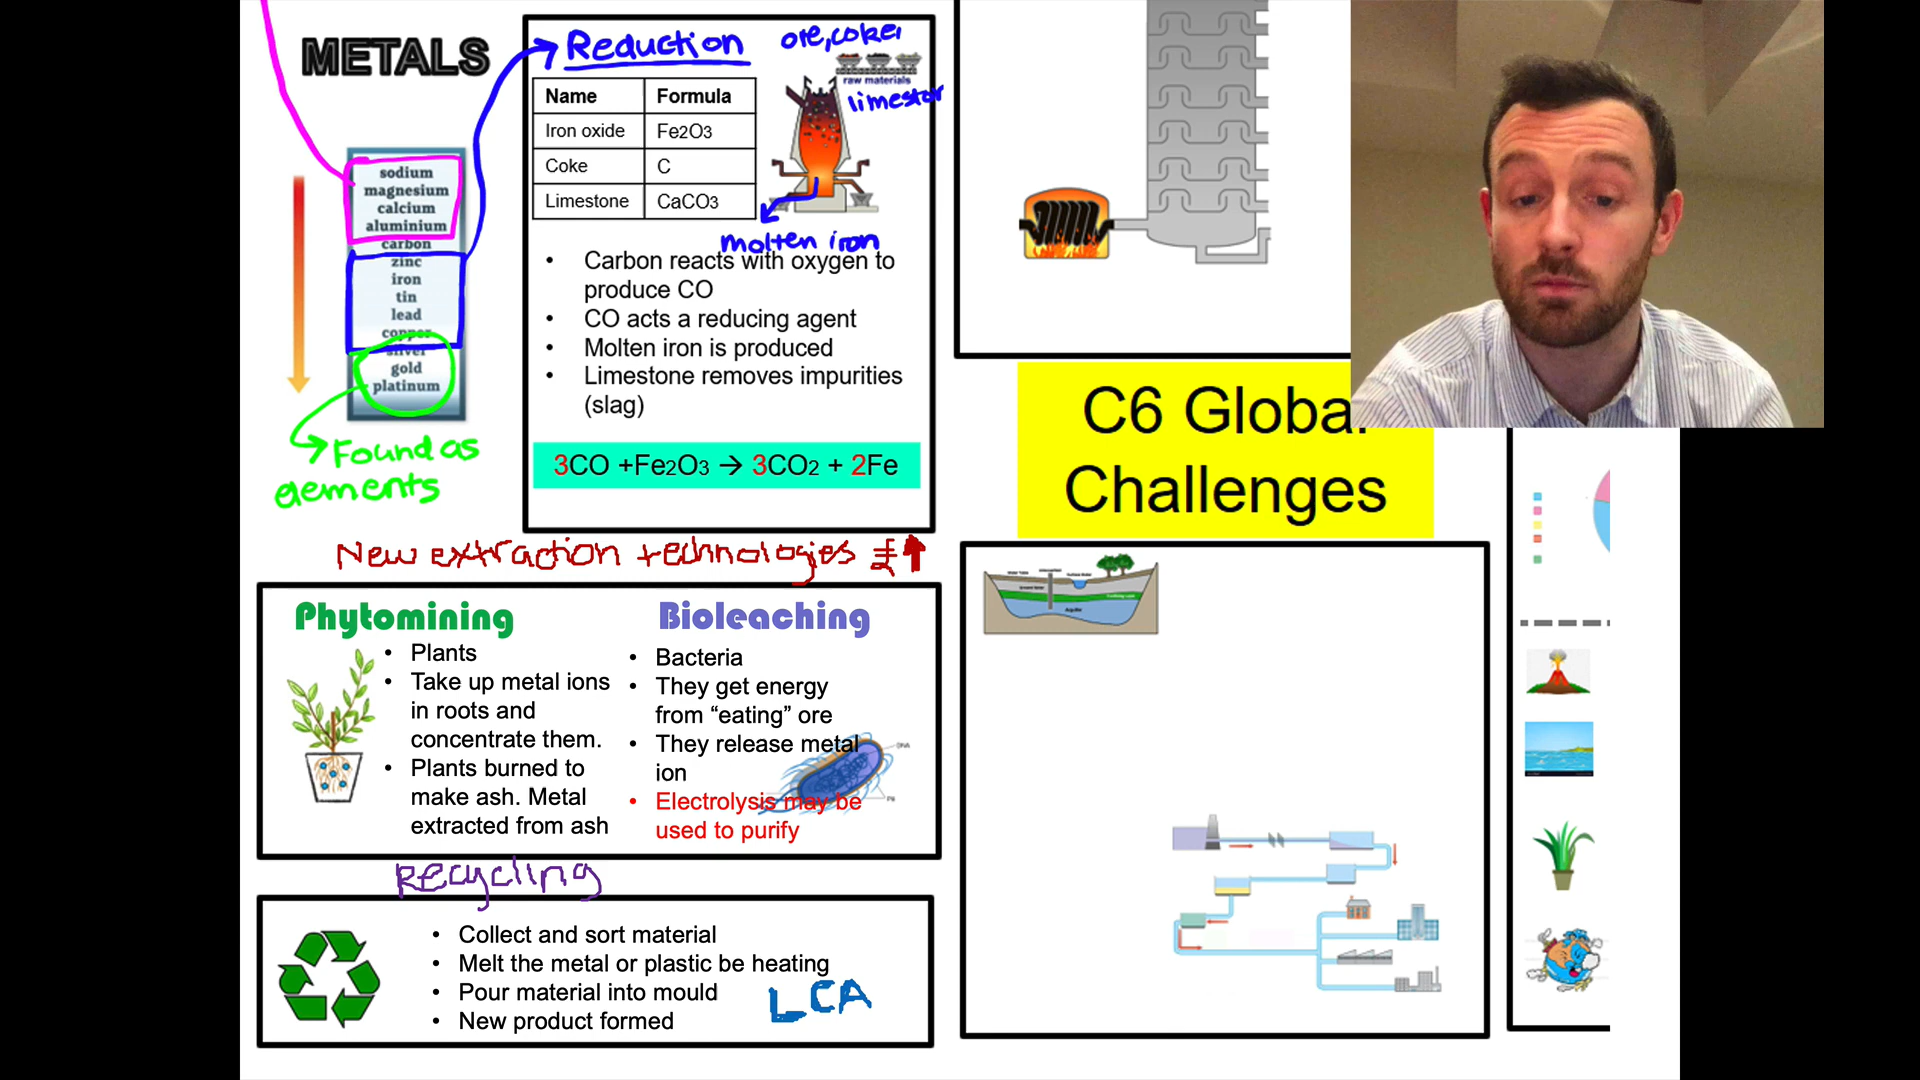 METALS
sodium
magnesium
calcium
aluminium
carbon
zinc
iron
tin
lead
copper
silver
gold
platinum
Found as
elements
Reduction
ore, coke,
raw materials
limestor
Name Formula
Iron oxide Fe2O3
Coke C
Limestone CaCO3
molten iron
• Carbon reacts with oxygen to
produce CO
• CO acts a reducing agent
• Molten iron is produced
• Limestone removes impurities
(slag)
3CO +Fe2O3 → 3CO2 + 2Fe
New extraction technologies £↑
Phytomining
• Plants
• Take up metal ions
in roots and
concentrate them.
• Plants burned to
make ash. Metal
extracted from ash
Bioleaching
• Bacteria
• They get energy
from “eating” ore
• They release metal
ion
• Electrolysis may be
used to purify
DNA
Recycling
• Collect and sort material
• Melt the metal or plastic be heating
• Pour material into mould
• New product formed
LCA
C6 Global
Challenges
Aquifer